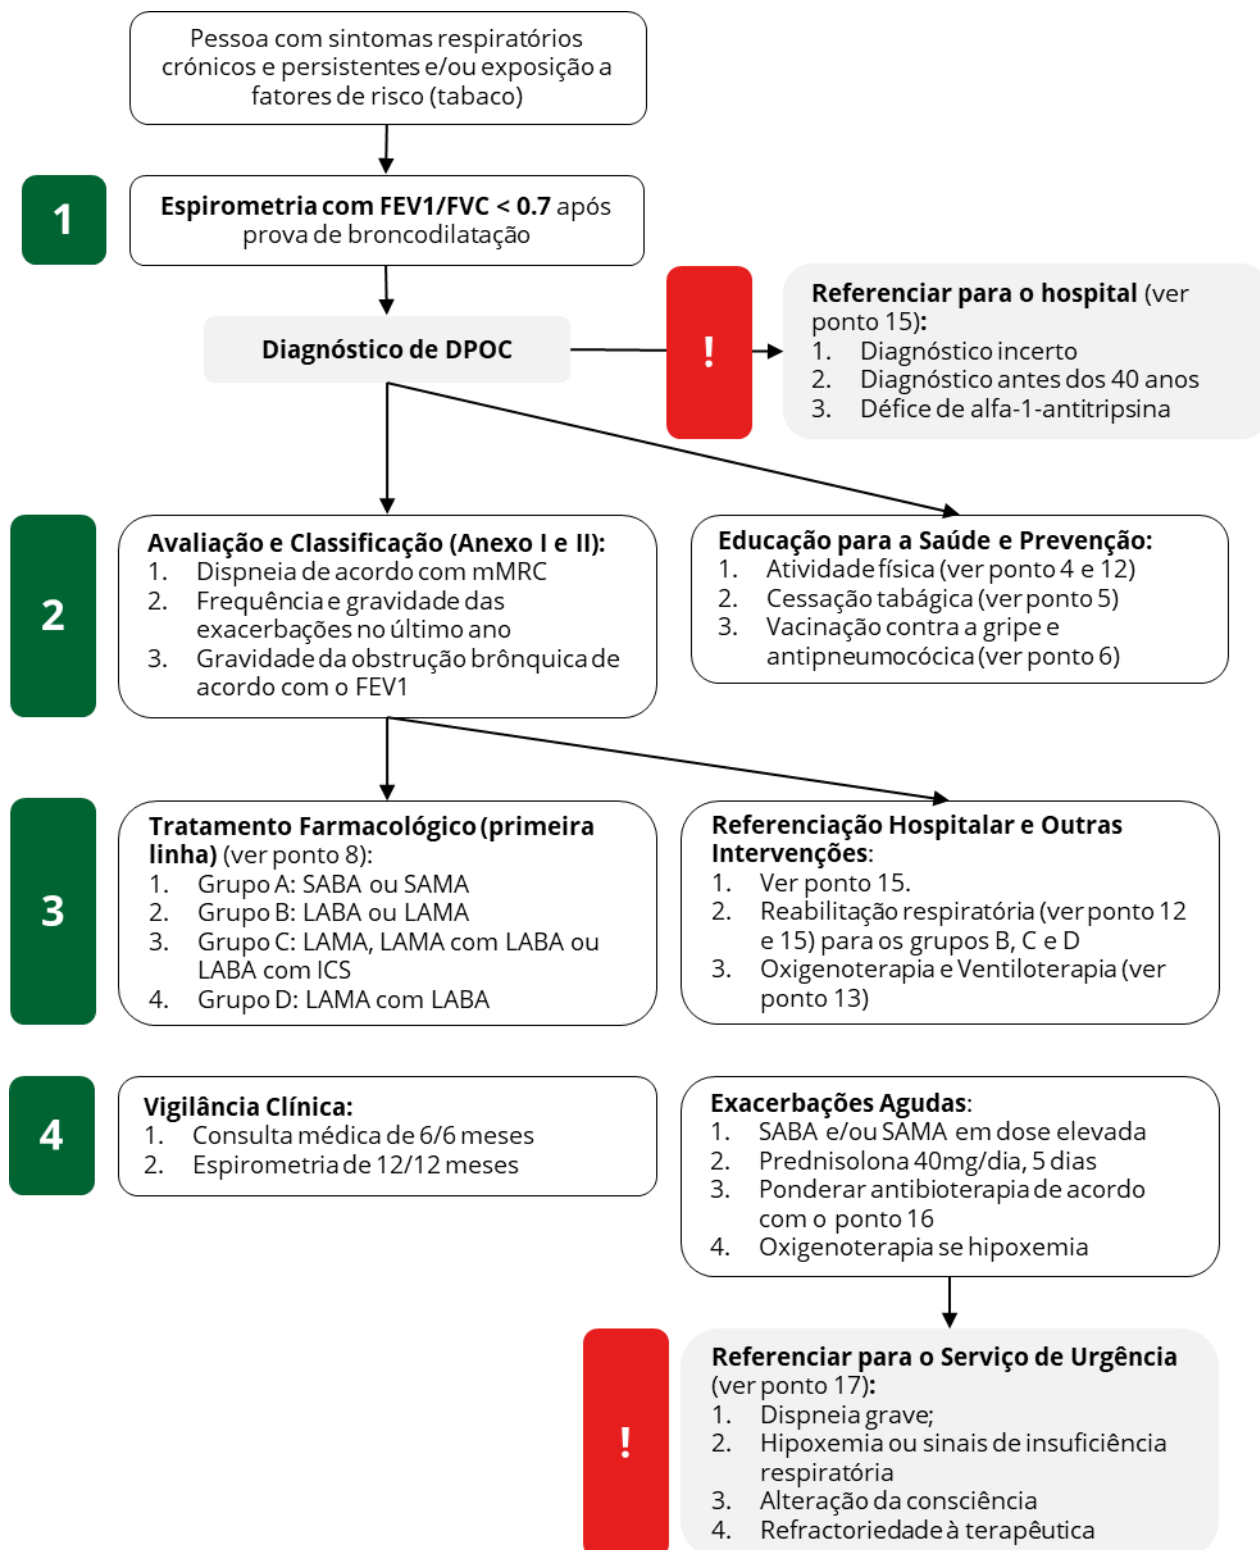 Pessoa com sintomas respiratórios
crónicos e persistentes e/ou exposição a
fatores de risco (tabaco)
1
Espirometria com FEV1/FVC < 0.7 após
prova de broncodilatação
Diagnóstico de DPOC
!
Referenciar para o hospital (ver
ponto 15):
1. Diagnóstico incerto
2. Diagnóstico antes dos 40 anos
3. Défice de alfa-1-antitripsina
2
Avaliação e Classificação (Anexo I e II):
1. Dispneia de acordo com mMRC
2. Frequência e gravidade das
exacerbações no último ano
3. Gravidade da obstrução brônquica de
acordo com o FEV1
Educação para a Saúde e Prevenção:
1. Atividade física (ver ponto 4 e 12)
2. Cessação tabágica (ver ponto 5)
3. Vacinação contra a gripe e
antipneumocócica (ver ponto 6)
3
Tratamento Farmacológico (primeira
linha) (ver ponto 8):
1. Grupo A: SABA ou SAMA
2. Grupo B: LABA ou LAMA
3. Grupo C: LAMA, LAMA com LABA ou
LABA com ICS
4. Grupo D: LAMA com LABA
Referenciação Hospitalar e Outras
Intervenções:
1. Ver ponto 15.
2. Reabilitação respiratória (ver ponto 12
e 15) para os grupos B, C e D
3. Oxigenoterapia e Ventiloterapia (ver
ponto 13)
4
Vigilância Clínica:
1. Consulta médica de 6/6 meses
2. Espirometria de 12/12 meses
Exacerbações Agudas:
1. SABA e/ou SAMA em dose elevada
2. Prednisolona 40mg/dia, 5 dias
3. Ponderar antibioterapia de acordo
com o ponto 16
4. Oxigenoterapia se hipoxemia
!
Referenciar para o Serviço de Urgência
(ver ponto 17):
1. Dispneia grave;
2. Hipoxemia ou sinais de insuficiência
respiratória
3. Alteração da consciência
4. Refractoriedade à terapêutica